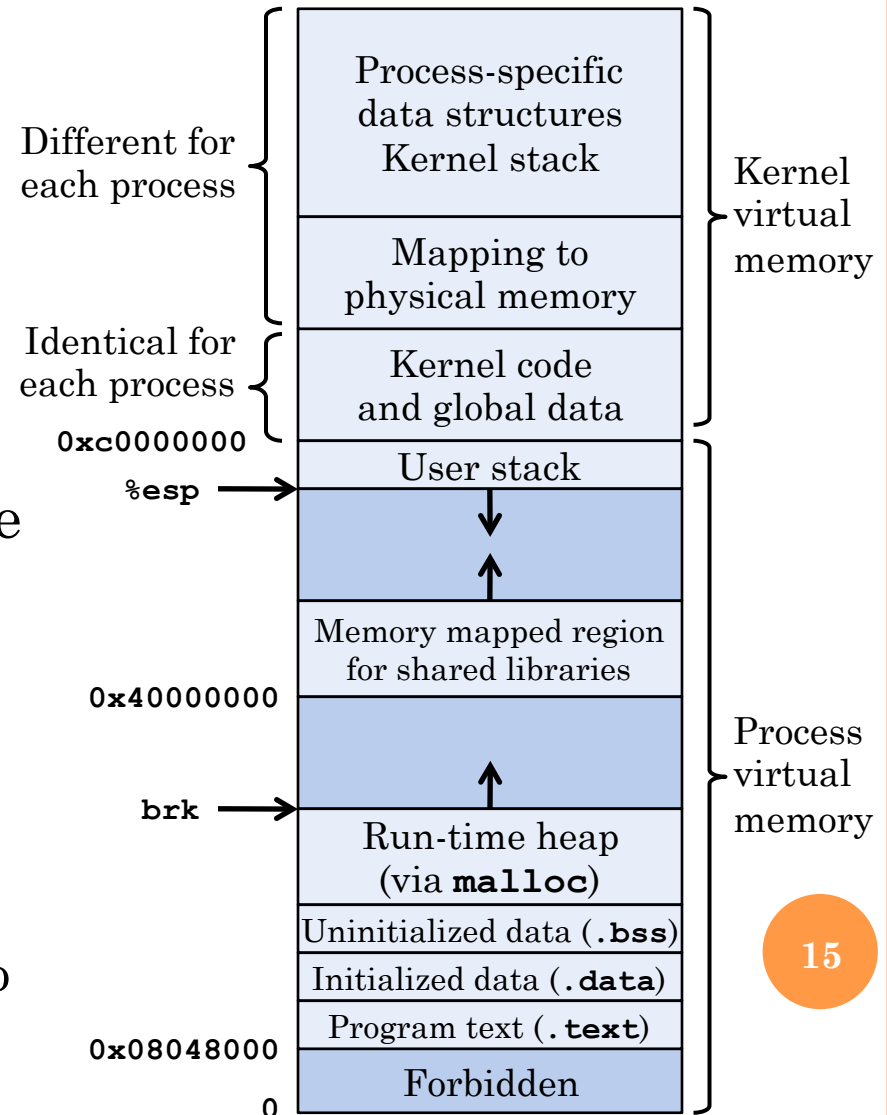 Different for
each process
Process-specific
data structures
Kernel stack
Mapping to
physical memory
Kernel
virtual
memory
Identical for
each process
Kernel code
and global data
0xc0000000
User stack
%esp
e
Memory mapped region
for shared libraries
0x40000000
Process
virtual
memory
brk
Run-time heap
(via malloc)
Uninitialized data (.bss)
15
Initialized data (.data)
Program text (.text)
0x08048000
Forbidden
0